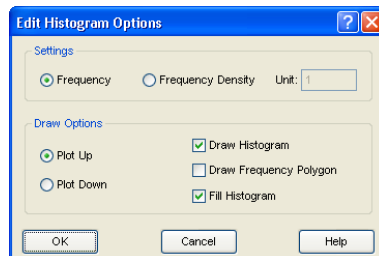 Edit Histogram Options
Settings
Frequency Frequency Density Unit: 1
Draw Options
Plot Up
Plot Down
Draw Histogram
Draw Frequency Polygon
Fill Histogram
OK Cancel Help